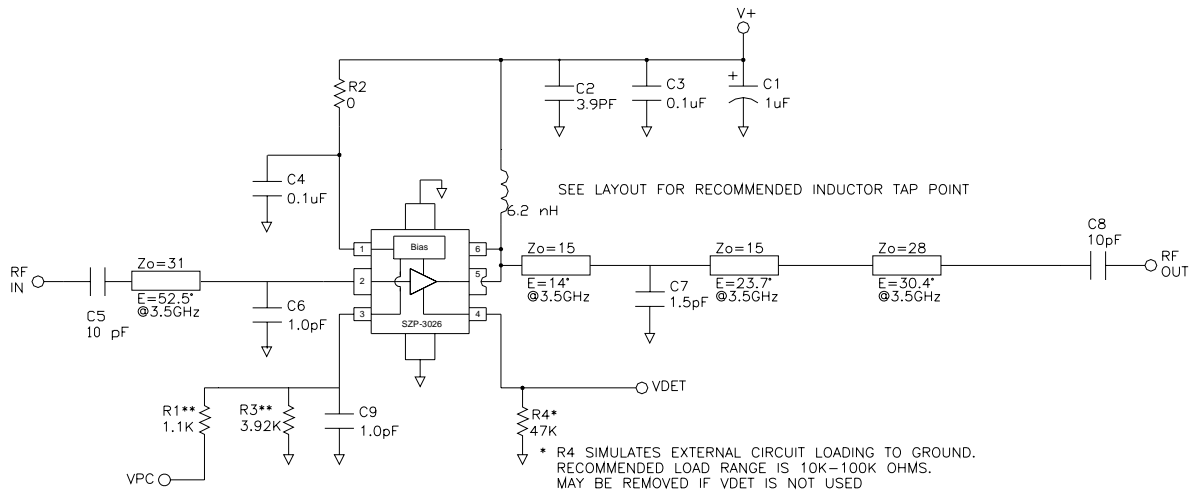 V+
R2
0
C2
3.9PF
C3
0.1uF
+
C1
1uF
C4
0.1uF
SEE LAYOUT FOR RECOMMENDED INDUCTOR TAP POINT
6.2 nH
Bias
1
6
RF
IN
C5
10 pF
Zo=31
E=52.5°
@3.5GHz
C6
1.0pF
2
5
3
4
SZP-3026
Zo=15
E=14°
@3.5GHz
C7
1.5pF
Zo=15
E=23.7°
@3.5GHz
Zo=28
E=30.4°
@3.5GHz
C8
10pF
RF
OUT
R1**
1.1K
R3**
3.92K
C9
1.0pF
VPC
VDET
R4*
47K
* R4 SIMULATES EXTERNAL CIRCUIT LOADING TO GROUND.
RECOMMENDED LOAD RANGE IS 10K-100K OHMS.
MAY BE REMOVED IF VDET IS NOT USED